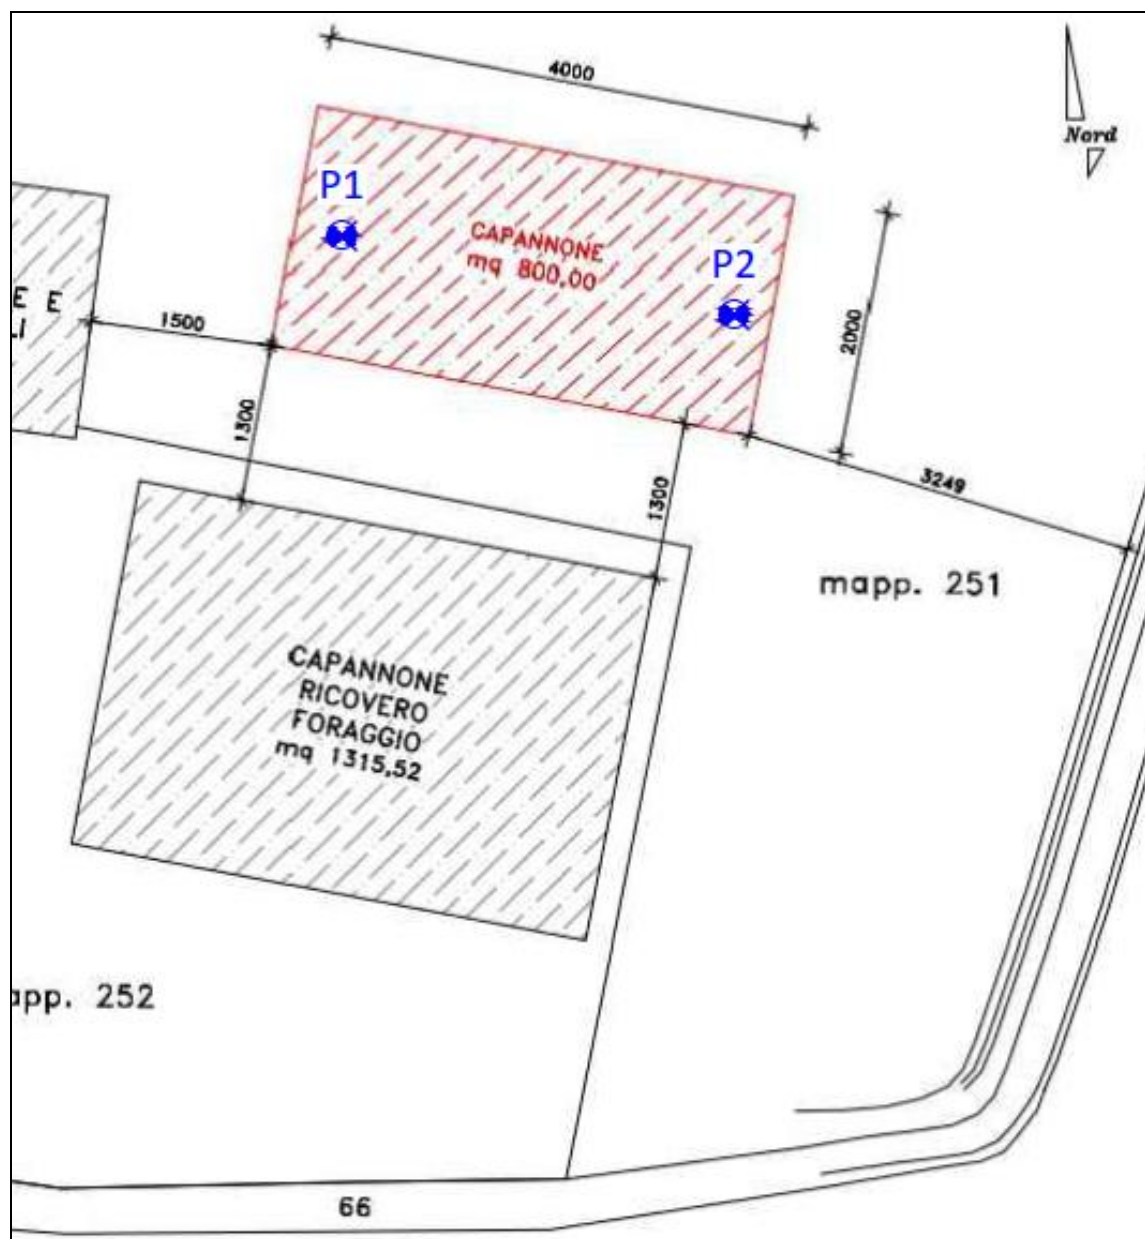 4000
Nord
P1
CAPANNONE
mq 800,00
P2
E E
LI
1500
2000
1300
1300
3249
mapp. 251
CAPANNONE
RICOVERO
FORAGGIO
mq 1315,52
app. 252
66